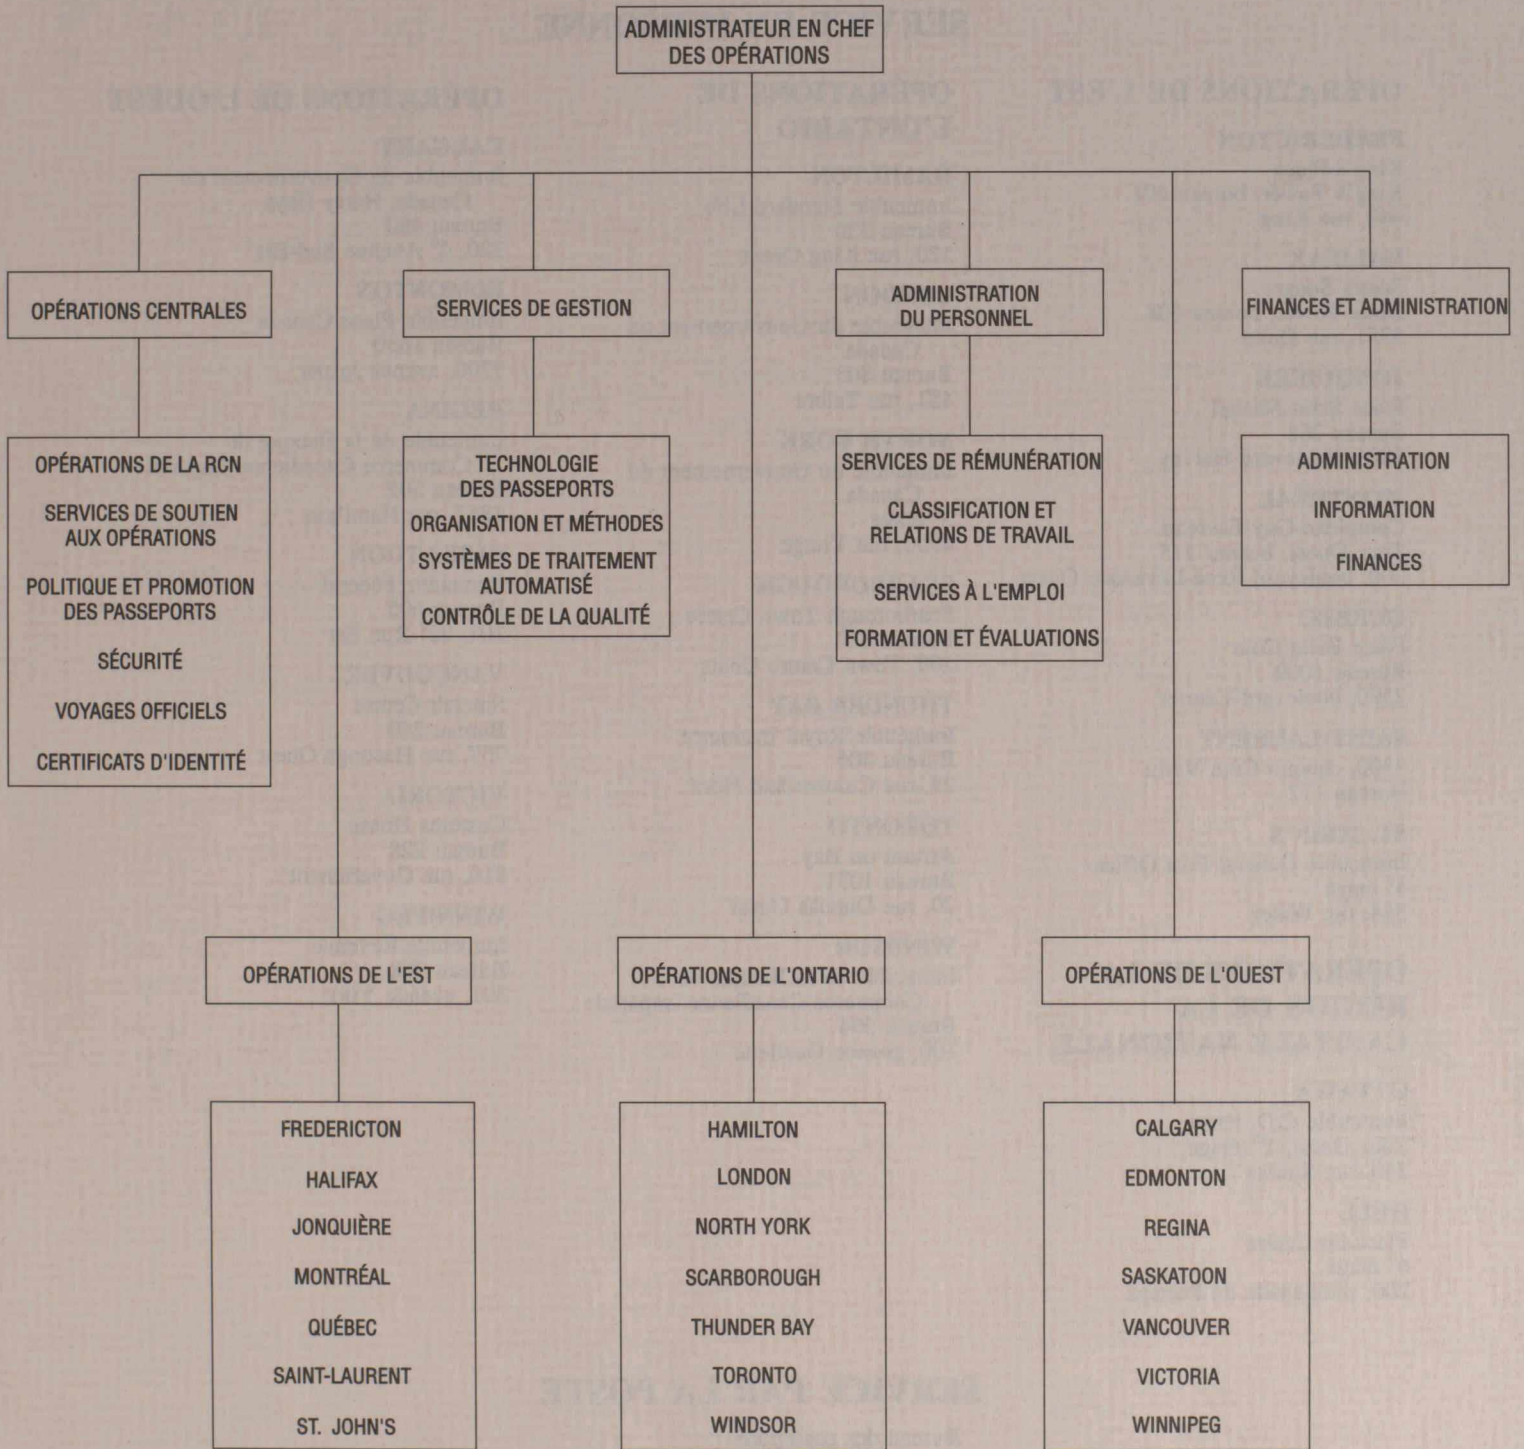 ADMINISTRATEUR EN CHEF
DES OPÉRATIONS
OPÉRATIONS CENTRALES
SERVICES DE GESTION
ADMINISTRATION
DU PERSONNEL
FINANCES ET ADMINISTRATION
OPÉRATIONS DE LA RCN
SERVICES DE SOUTIEN
AUX OPÉRATIONS
POLITIQUE ET PROMOTION
DES PASSEPORTS
SÉCURITÉ
VOYAGES OFFICIELS
CERTIFICATS D'IDENTITÉ
TECHNOLOGIE
DES PASSEPORTS
ORGANISATION ET MÉTHODES
SYSTÈMES DE TRAITEMENT
AUTOMATISÉ
CONTRÔLE DE LA QUALITÉ
SERVICES DE RÉMUNÉRATION
CLASSIFICATION ET
RELATIONS DE TRAVAIL
SERVICES À L'EMPLOI
FORMATION ET ÉVALUATIONS
ADMINISTRATION
INFORMATION
FINANCES
OPÉRATIONS DE L'EST
OPÉRATIONS DE L'ONTARIO
OPÉRATIONS DE L'OUEST
FREDERICTON
HALIFAX
JONQUIÈRE
MONTRÉAL
QUÉBEC
SAINT-LAURENT
ST. JOHN'S
HAMILTON
LONDON
NORTH YORK
SCARBOROUGH
THUNDER BAY
TORONTO
WINDSOR
CALGARY
EDMONTON
REGINA
SASKATOON
VANCOUVER
VICTORIA
WINNIPEG